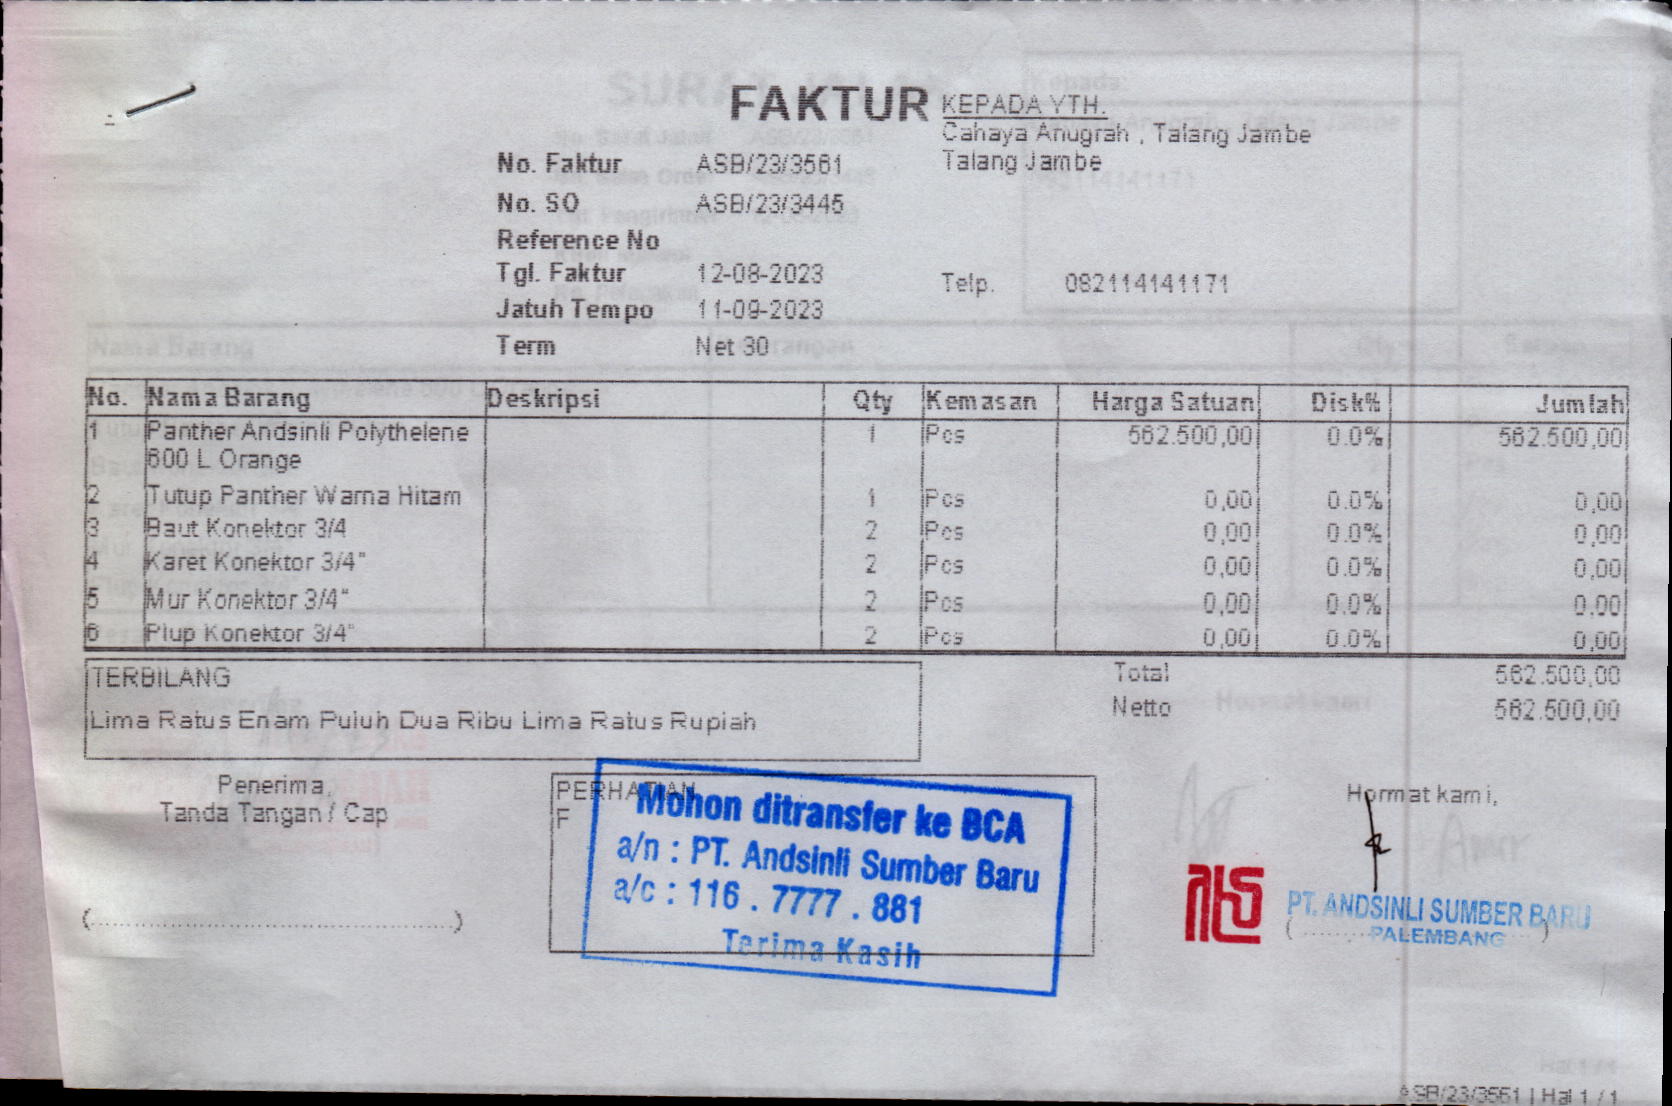 FAKTUR
KEPADA YTH.
Cahaya Anugrah , Talang Jambe
Talang Jambe
No. Faktur ASB/23/3561
No. SO ASB/23/3445
Reference No
Tgl. Faktur 12-08-2023
Telp. 082114141171
Jatuh Tempo 11-09-2023
Term Net 30
No. Nama Barang Deskripsi Qty Kemasan Harga Satuan Disk% Jumlah
1 Panther Andsinli Polythelene 1 Pcs 562.500,00 0.0% 562.500,00
600 L Orange
2 Tutup Panther Warna Hitam 1 Pcs 0,00 0.0% 0,00
3 Baut Konektor 3/4 2 Pcs 0,00 0.0% 0,00
4 Karet Konektor 3/4" 2 Pcs 0,00 0.0% 0,00
5 Mur Konektor 3/4" 2 Pcs 0,00 0.0% 0.00
6 Plup Konektor 3/4" 2 Pcs 0,00 0.0% 0,00
TERBILANG
Lima Ratus Enam Puluh Dua Ribu Lima Ratus Rupiah
Total 562.500,00
Netto 562.500,00
Penerima,
Tanda Tangan / Cap
(..........................................)
PERHATIAN
F
Mohon ditransfer ke BCA
a/n : PT. Andsinli Sumber Baru
a/c : 116 . 7777 . 881
Terima Kasih
Hormat kami,
PT. ANDSINLI SUMBER BARU
PALEMBANG
ASB/23/3561 | Hal 1 / 1